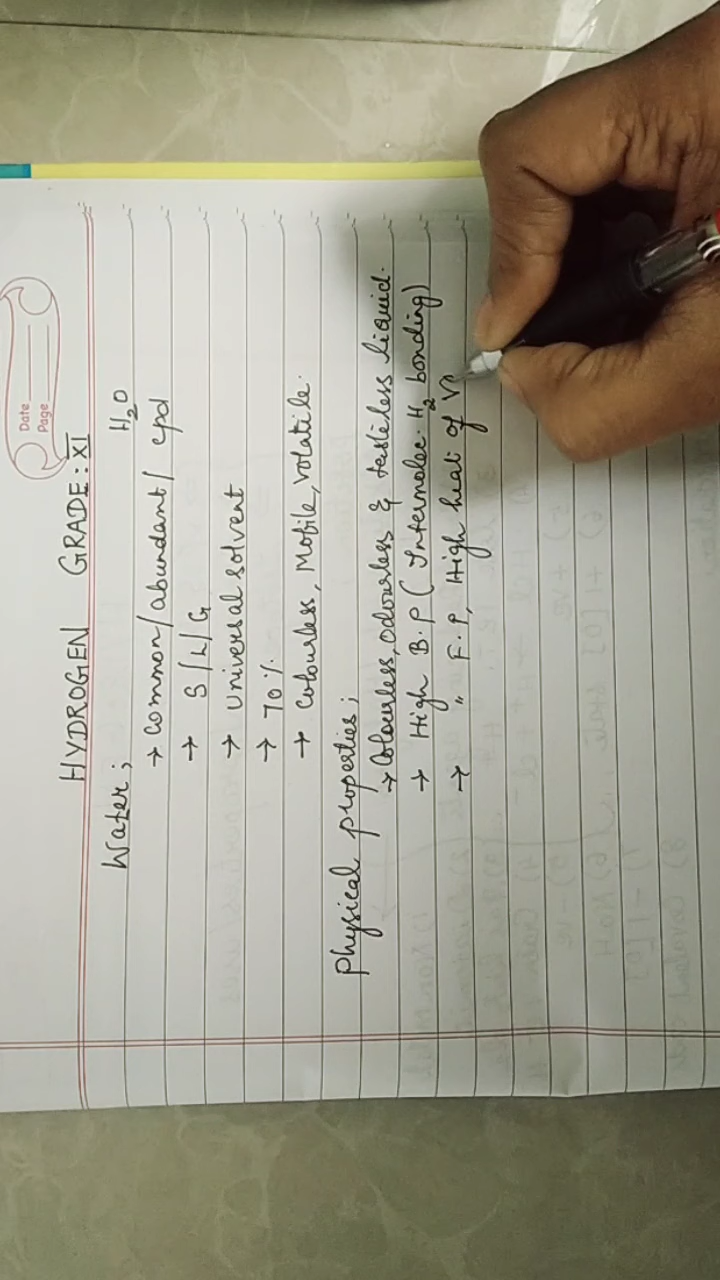 Date
Page
HYDROGEN GRADE: XI
Water; H2O
→ Common/abundant/cpd
→ S/L/G
→ Universal solvent
→ 70%
→ Colourless, Mobile, volatile.
Physical properties;
→ Colourless, odourless & tasteless liquid.
→ High B.P (Intermolec. H2 bonding)
→ " F.P, High heat of V